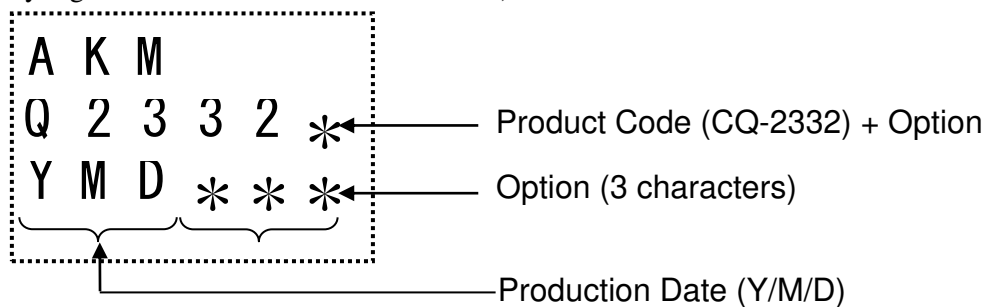 A K M
Q 2 3 3 2 *
Product Code (CQ-2332) + Option
Y M D * * *
Option (3 characters)
Production Date (Y/M/D)